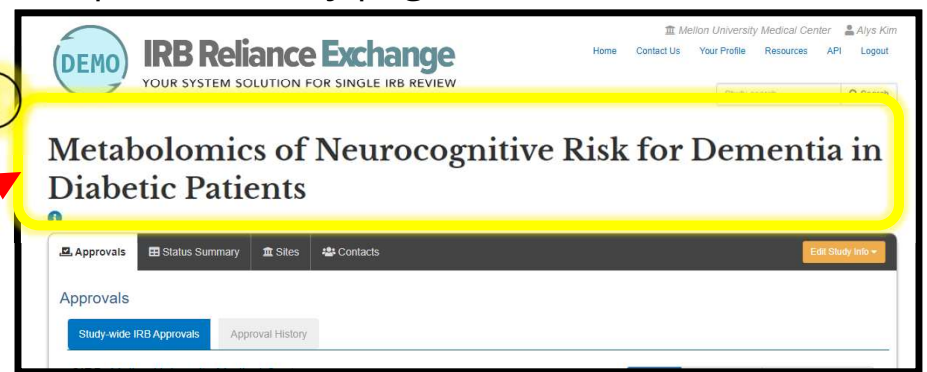 Mellon University Medical Center Alys Kim
DEMO
IRB Reliance Exchange
Home Contact Us Your Profile Resources API Logout
YOUR SYSTEM SOLUTION FOR SINGLE IRB REVIEW
Metabolomics of Neurocognitive Risk for Dementia in
Diabetic Patients
Approvals Status Summary Sites Contacts Edit Study Info
Approvals
Study-wide IRB Approvals Approval History